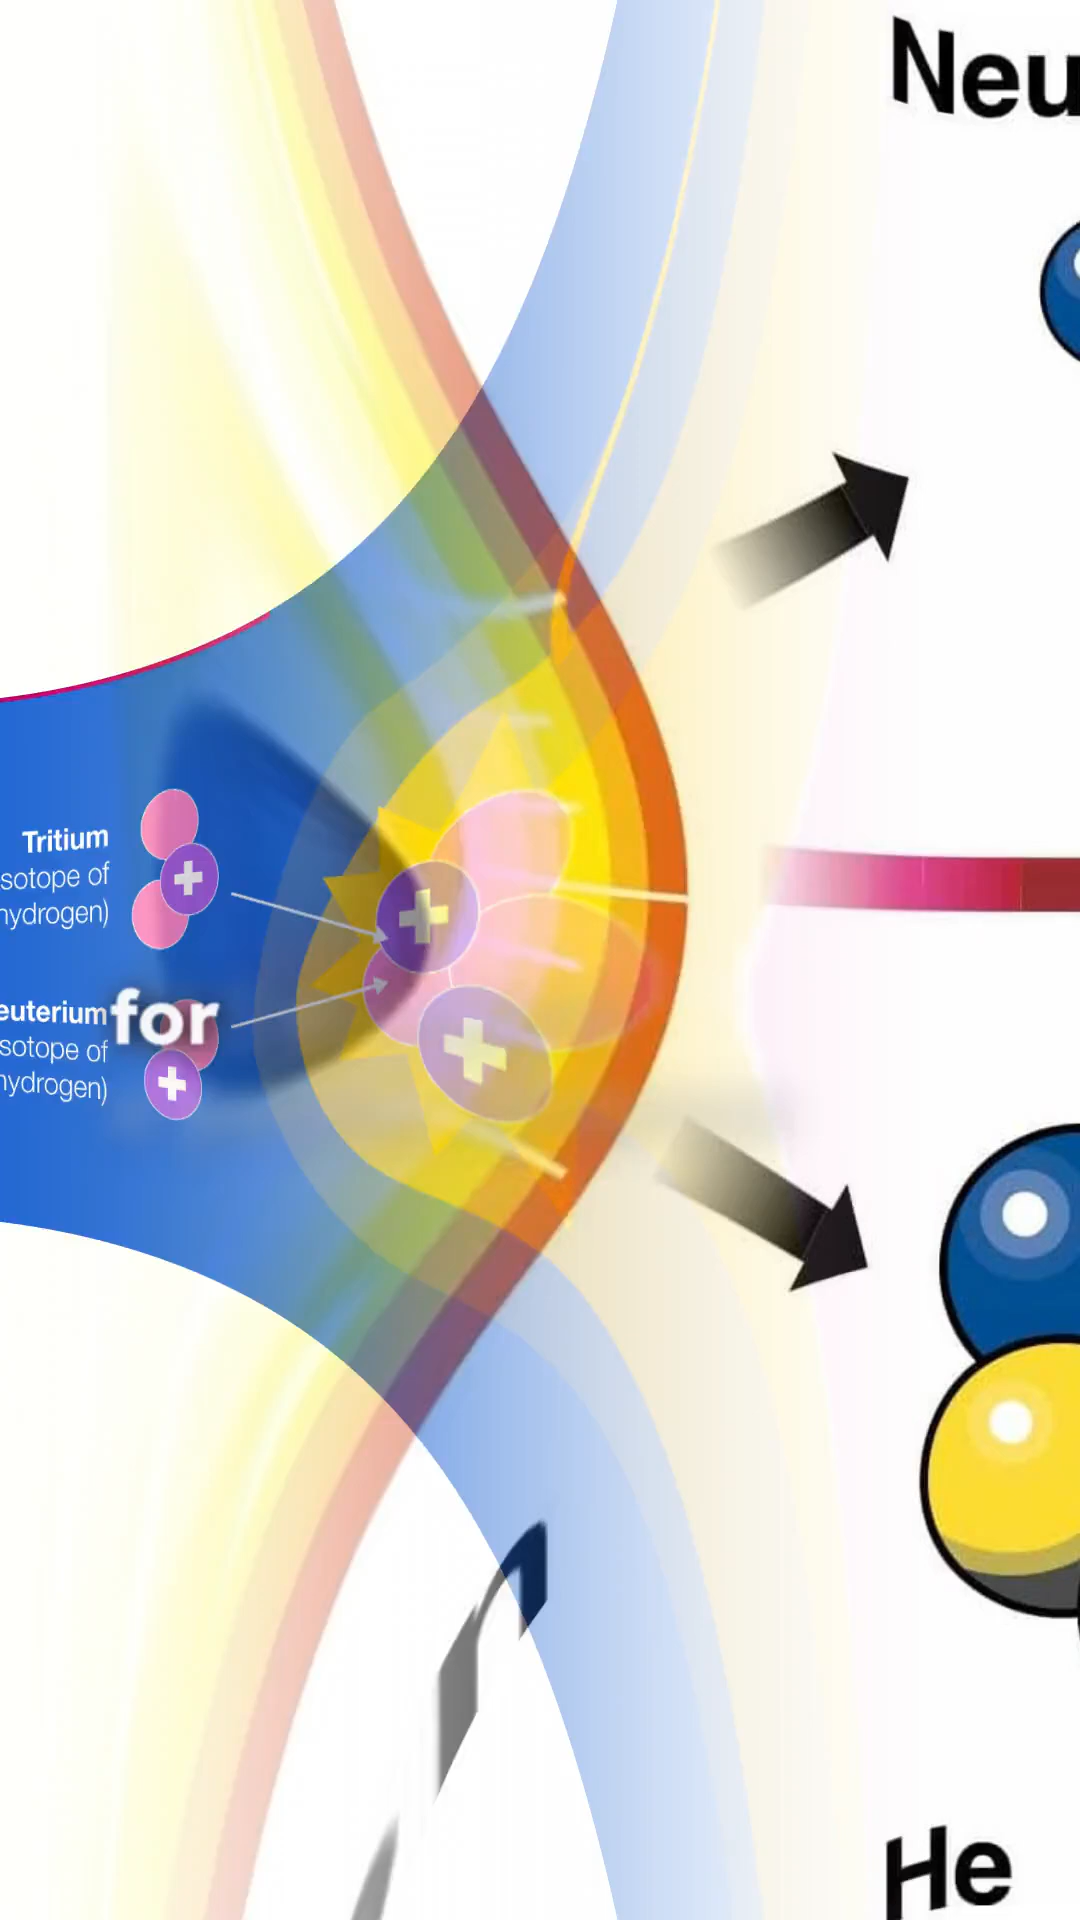 Neu
Tritium
sotope of
hydrogen)
euterium
for
sotope of
hydrogen)
He